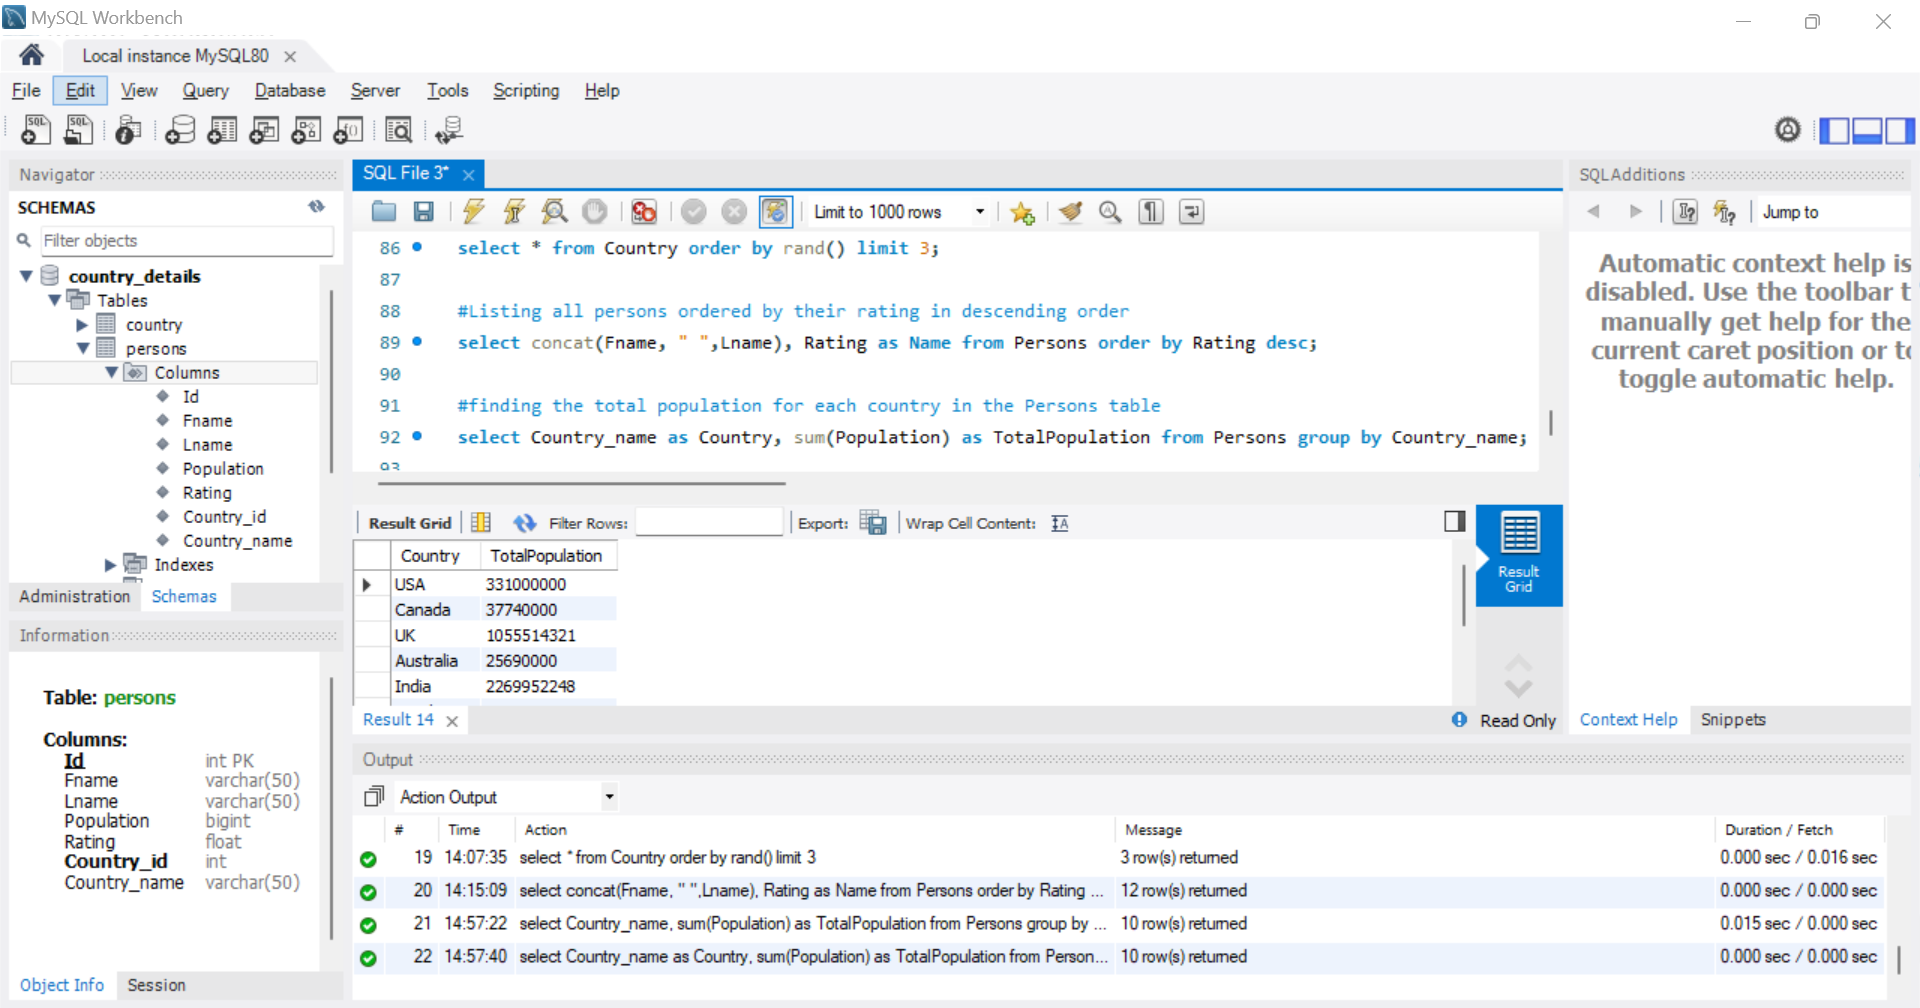 MySQL Workbench
Local instance MySQL80
File Edit View Query Database Server Tools Scripting Help
Navigator
SCHEMAS
Filter objects
country_details
Tables
country
persons
Columns
Id
Fname
Lname
Population
Rating
Country_id
Country_name
Indexes
Administration Schemas
Information
Table: persons
Columns:
Id int PK
Fname varchar(50)
Lname varchar(50)
Population bigint
Rating float
Country_id int
Country_name varchar(50)
Object Info Session
SQL File 3*
Limit to 1000 rows
86 select * from Country order by rand() limit 3;
87
88 #Listing all persons ordered by their rating in descending order
89 select concat(Fname, " ",Lname), Rating as Name from Persons order by Rating desc;
90
91 #finding the total population for each country in the Persons table
92 select Country_name as Country, sum(Population) as TotalPopulation from Persons group by Country_name;
93
Result Grid Filter Rows: Export: Wrap Cell Content:
Country TotalPopulation
USA 331000000
Canada 37740000
UK 1055514321
Australia 25690000
India 2269952248
Result
Grid
Result 14
Read Only
SQLAdditions
Jump to
Automatic context help is
disabled. Use the toolbar t
manually get help for the
current caret position or to
toggle automatic help.
Context Help Snippets
Output
Action Output
# Time Action Message Duration / Fetch
19 14:07:35 select * from Country order by rand() limit 3 3 row(s) returned 0.000 sec / 0.016 sec
20 14:15:09 select concat(Fname, " ",Lname), Rating as Name from Persons order by Rating ... 12 row(s) returned 0.000 sec / 0.000 sec
21 14:57:22 select Country_name, sum(Population) as TotalPopulation from Persons group by ... 10 row(s) returned 0.015 sec / 0.000 sec
22 14:57:40 select Country_name as Country, sum(Population) as TotalPopulation from Person... 10 row(s) returned 0.000 sec / 0.000 sec